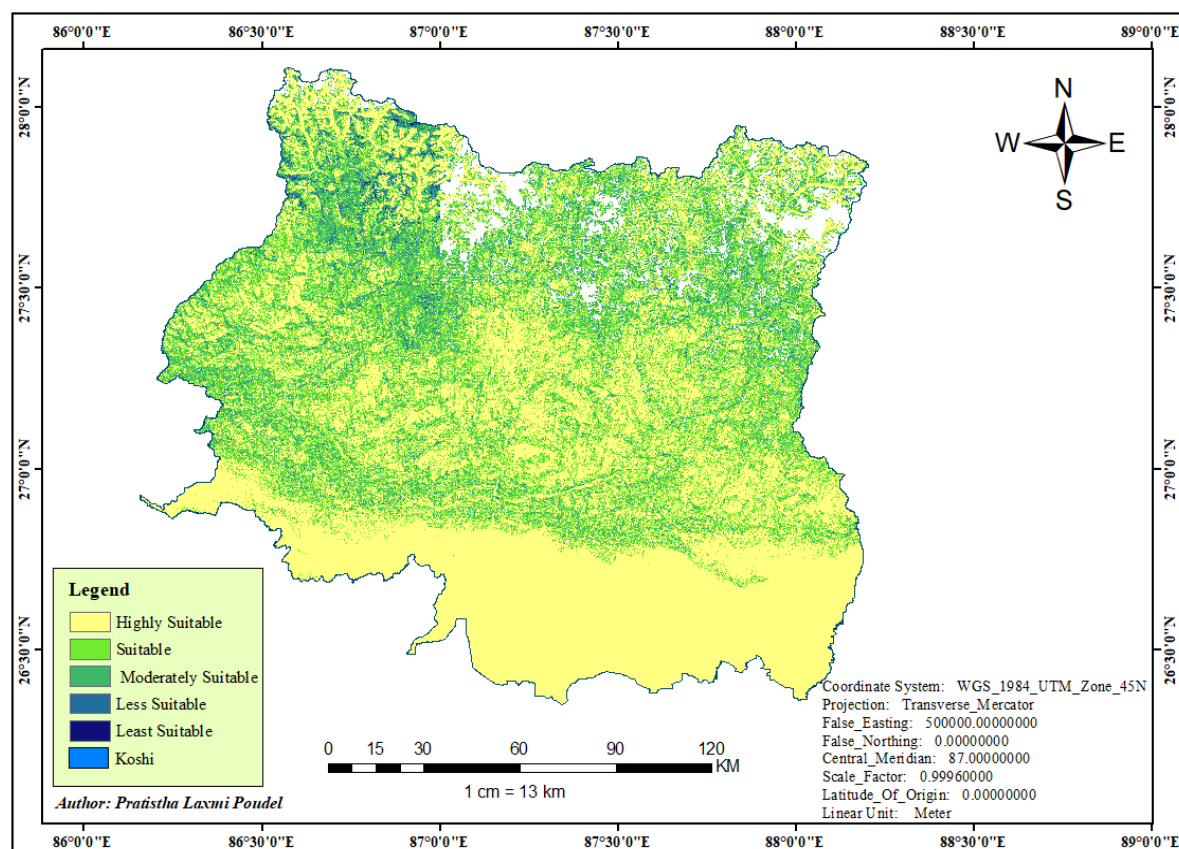 86°0'0"E 86°30'0"E 87°0'0"E 87°30'0"E 88°0'0"E 88°30'0"E 89°0'0"E
28°0'0"N
28°0'0"N
N
W E
S
27°30'0"N
27°30'0"N
27°0'0"N
27°0'0"N
26°30'0"N
26°30'0"N
Legend
Highly Suitable
Suitable
Moderately Suitable
Less Suitable
Least Suitable
Koshi
Author: Pratistha Laxmi Poudel
0 15 30 60 90 120
KM
1 cm = 13 km
Coordinate System: WGS_1984_UTM_Zone_45N
Projection: Transverse_Mercator
False_Easting: 500000.00000000
False_Northing: 0.00000000
Central_Meridian: 87.00000000
Scale_Factor: 0.99960000
Latitude_Of_Origin: 0.00000000
Linear Unit: Meter
86°0'0"E 86°30'0"E 87°0'0"E 87°30'0"E 88°0'0"E 88°30'0"E 89°0'0"E